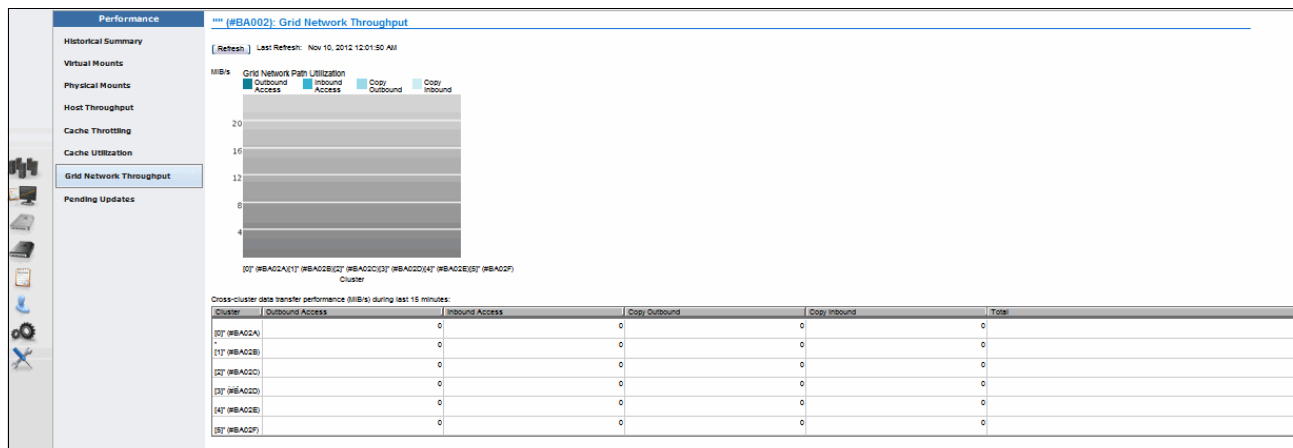 Performance
Historical Summary
Virtual Mounts
Physical Mounts
Host Throughput
Cache Throttling
Cache Utilization
Grid Network Throughput
Pending Updates
"" (#BA002): Grid Network Throughput
Refresh Last Refresh: Nov 10, 2012 12:01:50 AM
MiB/s Grid Network Path Utilization
Outbound Access Inbound Access Copy Outbound Copy Inbound
20
16
12
8
4
[0]" (#BA02A)[1]" (#BA02B)[2]" (#BA02C)[3]" (#BA02D)[4]" (#BA02E)[5]" (#BA02F)
Cluster
Cross-cluster data transfer performance (MiB/s) during last 15 minutes:
Cluster Outbound Access Inbound Access Copy Outbound Copy Inbound Total
[0]" (#BA02A) 0 0 0 0
[1]" (#BA02B) 0 0 0 0
[2]" (#BA02C) 0 0 0 0
[3]" (#BA02D) 0 0 0 0
[4]" (#BA02E) 0 0 0 0
[5]" (#BA02F) 0 0 0 0